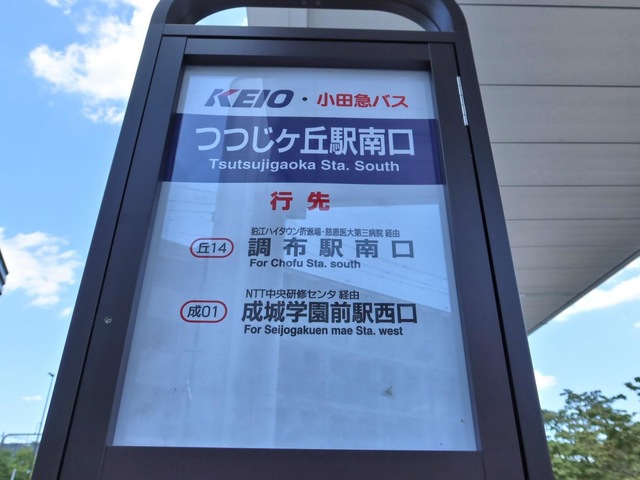 KEIO・小田急バス
つつじヶ丘駅南口
Tsutsujigaoka Sta. South
行先
狛江ハイタウン折返場・慈恵医大第三病院 経由
丘14 調布駅南口
For Chofu Sta. south
NTT中央研修センタ 経由
成01 成城学園前駅西口
For Seijogakuen mae Sta. west